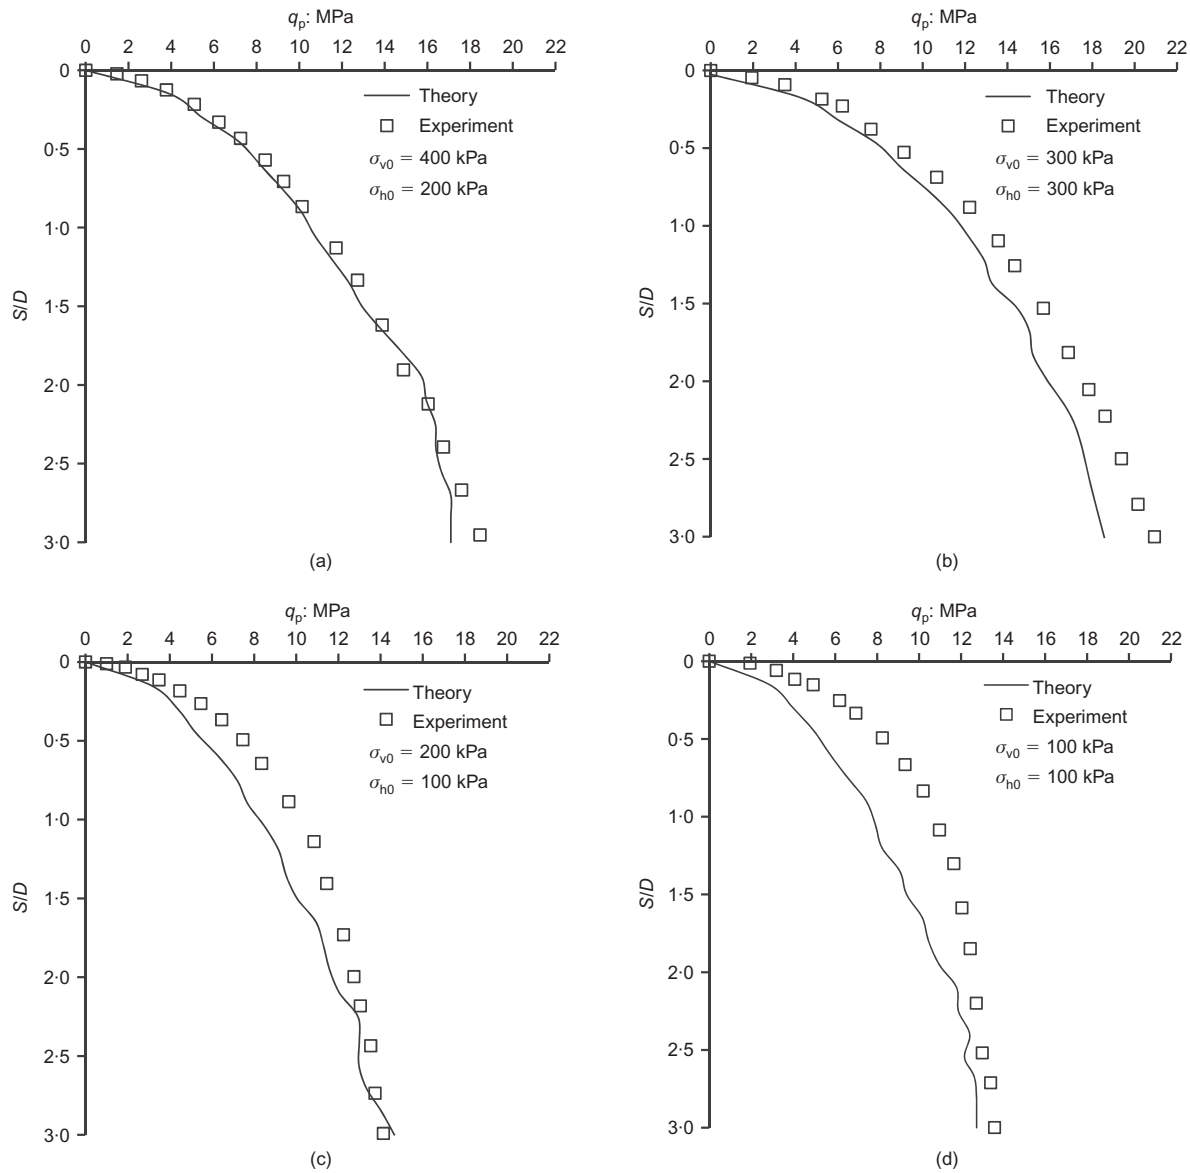 qp: MPa
0 2 4 6 8 10 12 14 16 18 20 22
0
Theory
Experiment
0·5
σv0 = 400 kPa
σh0 = 200 kPa
1·0
S/D
1·5
2·0
2·5
3·0
(a)
qp: MPa
0 2 4 6 8 10 12 14 16 18 20 22
0
Theory
Experiment
0·5
σv0 = 300 kPa
σh0 = 300 kPa
1·0
S/D
1·5
2·0
2·5
3·0
(b)
qp: MPa
0 2 4 6 8 10 12 14 16 18 20 22
0
Theory
Experiment
0·5
σv0 = 200 kPa
σh0 = 100 kPa
1·0
S/D
1·5
2·0
2·5
3·0
(c)
qp: MPa
0 2 4 6 8 10 12 14 16 18 20 22
0
Theory
Experiment
0·5
σv0 = 100 kPa
σh0 = 100 kPa
1·0
S/D
1·5
2·0
2·5
3·0
(d)